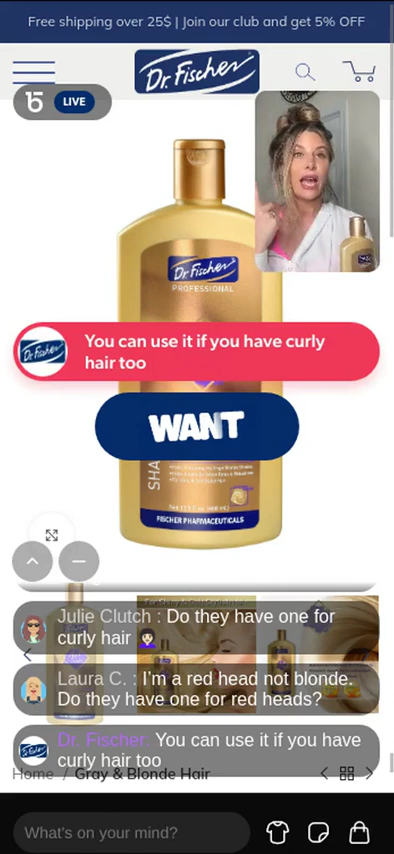 Free shipping over 25$ | Join our club and get 5% OFF
Dr. Fischer
LIVE
Dr. Fischer
PROFESSIONAL
Dr. Fischer
You can use it if you have curly
hair too
WANT
SHA
FISCHER PHARMACEUTICALS
Julie Clutch : Do they have one for
curly hair 👩🏻‍🦱
Laura C. : I'm a red head not blonde.
Do they have one for red heads?
Dr. Fischer: You can use it if you have
curly hair too
Home / Gray & Blonde Hair
What's on your mind?